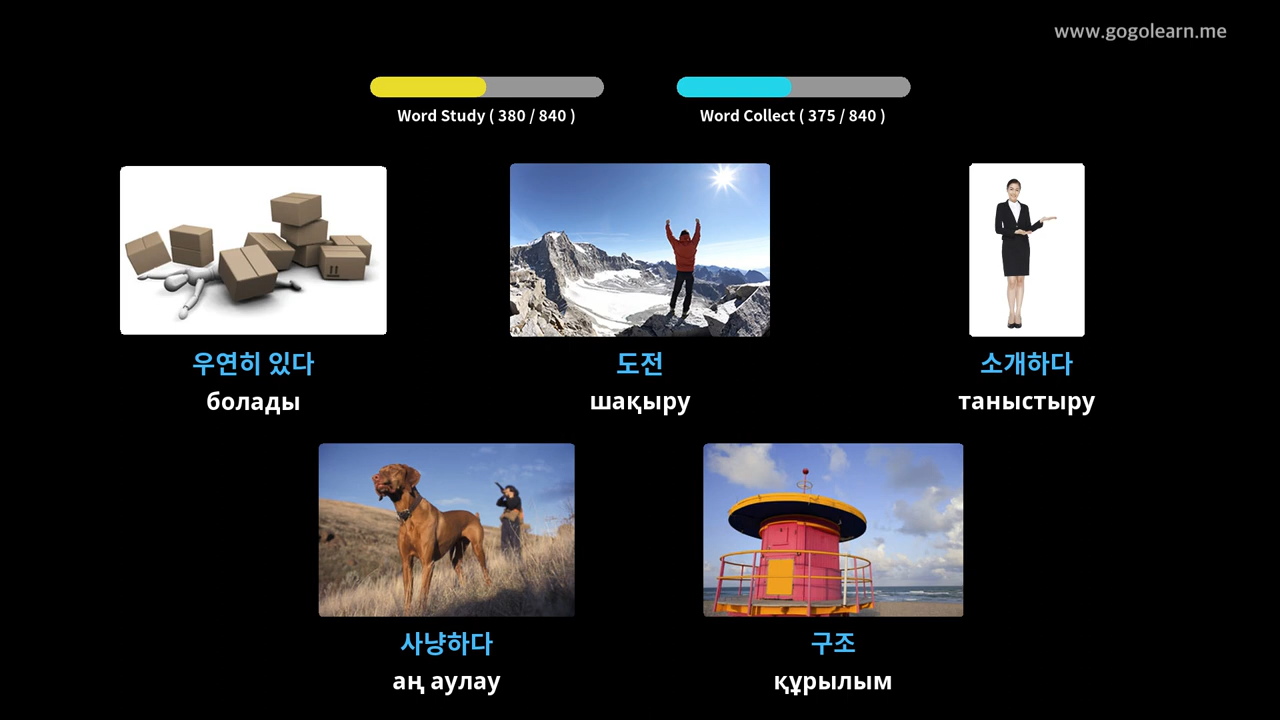 www.gogolearn.me
Word Study ( 380 / 840 )
Word Collect ( 375 / 840 )
우연히 있다
болады
도전
шақыру
소개하다
таныстыру
사냥하다
аң аулау
구조
құрылым